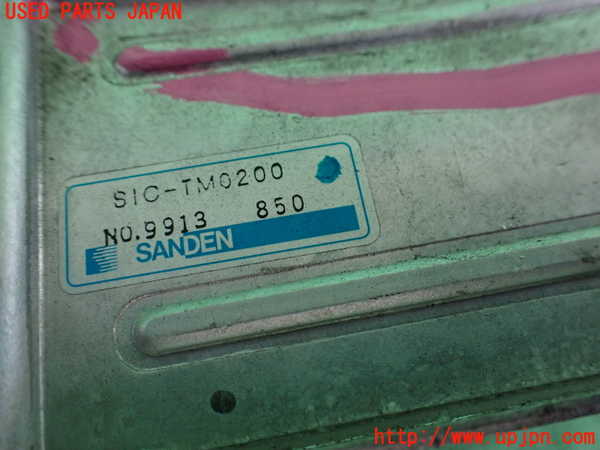 USED PARTS JAPAN
SIC-TM0200
NO.9913 850
SANDEN
http://www.upjpn.com/